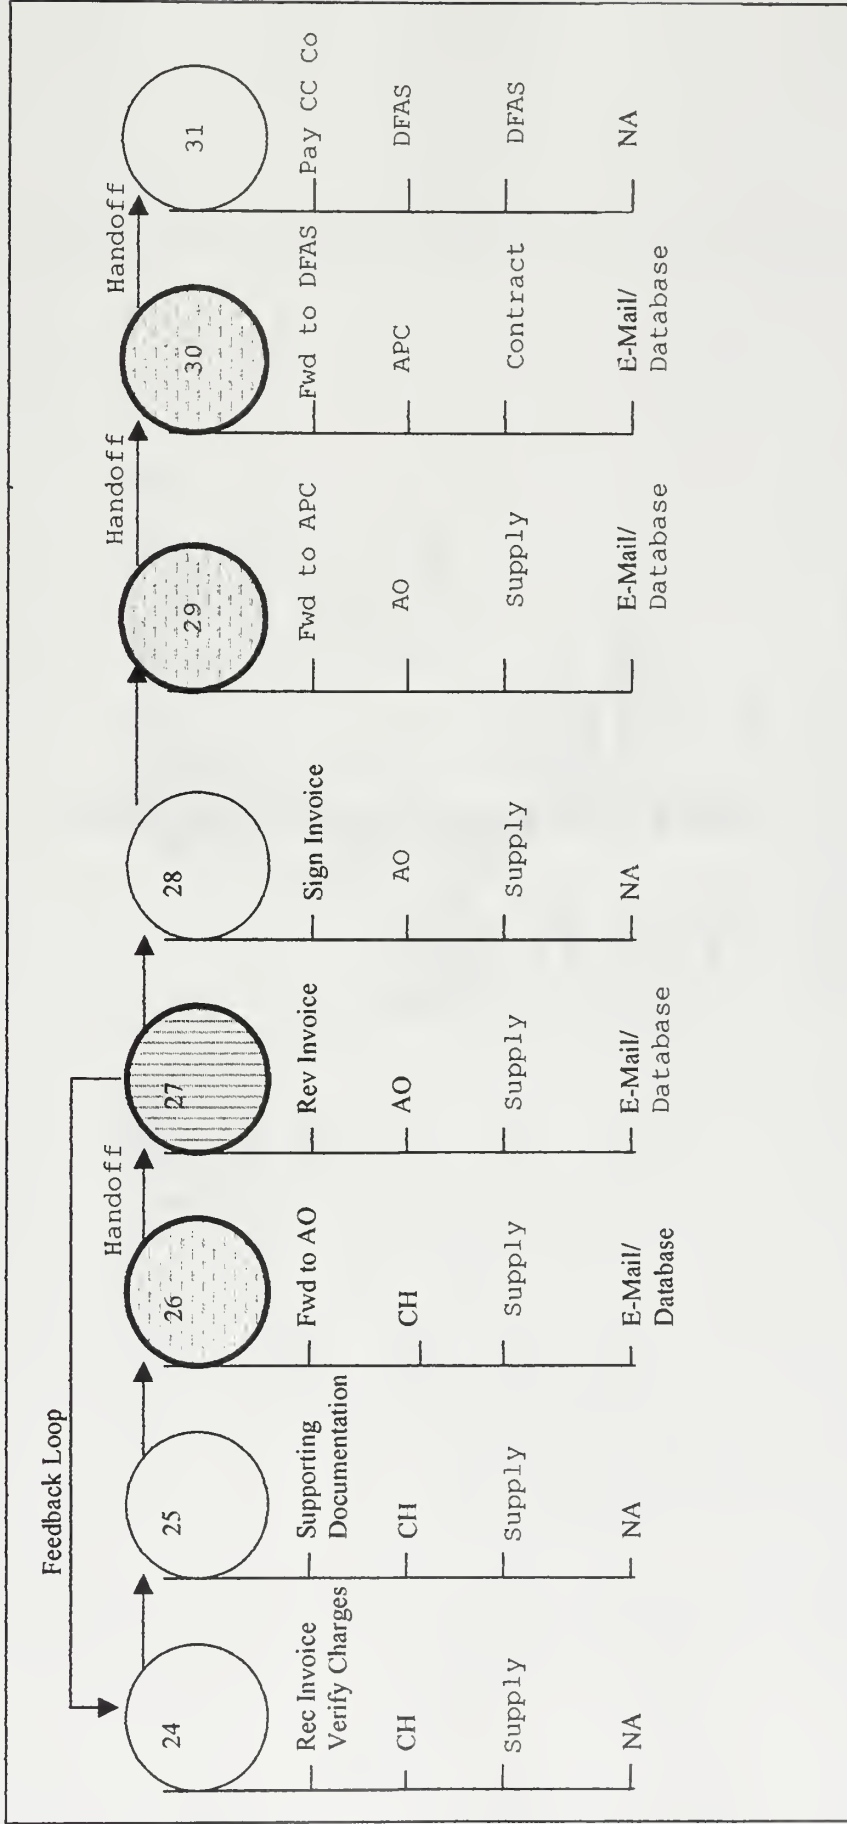 Feedback Loop
Handoff
Handoff
Handoff
24
25
26
27
28
29
30
31
Rec Invoice
Verify Charges
CH
Supply
NA
Supporting
Documentation
CH
Supply
NA
Fwd to AO
CH
Supply
E-Mail/
Database
Rev Invoice
AO
Supply
E-Mail/
Database
Sign Invoice
AO
Supply
NA
Fwd to APC
AO
Supply
E-Mail/
Database
Fwd to DFAS
APC
Contract
E-Mail/
Database
Pay CC Co
DFAS
DFAS
NA